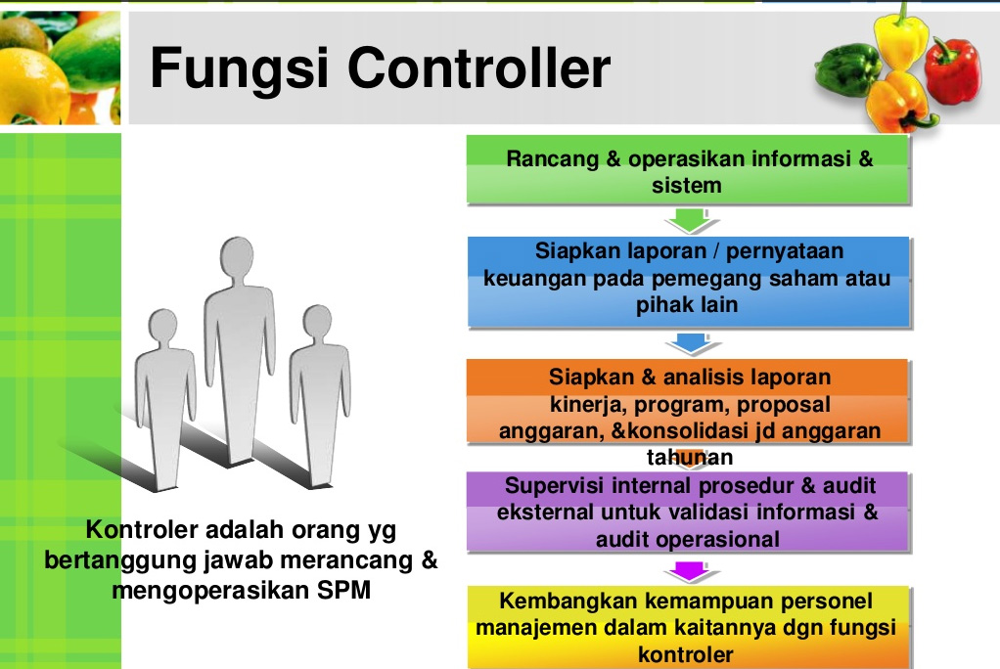 Fungsi Controller
Rancang & operasikan informasi &
sistem
Siapkan laporan / pernyataan
keuangan pada pemegang saham atau
pihak lain
Siapkan & analisis laporan
kinerja, program, proposal
anggaran, &konsolidasi jd anggaran
tahunan
Supervisi internal prosedur & audit
eksternal untuk validasi informasi &
audit operasional
Kembangkan kemampuan personel
manajemen dalam kaitannya dgn fungsi
kontroler
Kontroler adalah orang yg
bertanggung jawab merancang &
mengoperasikan SPM